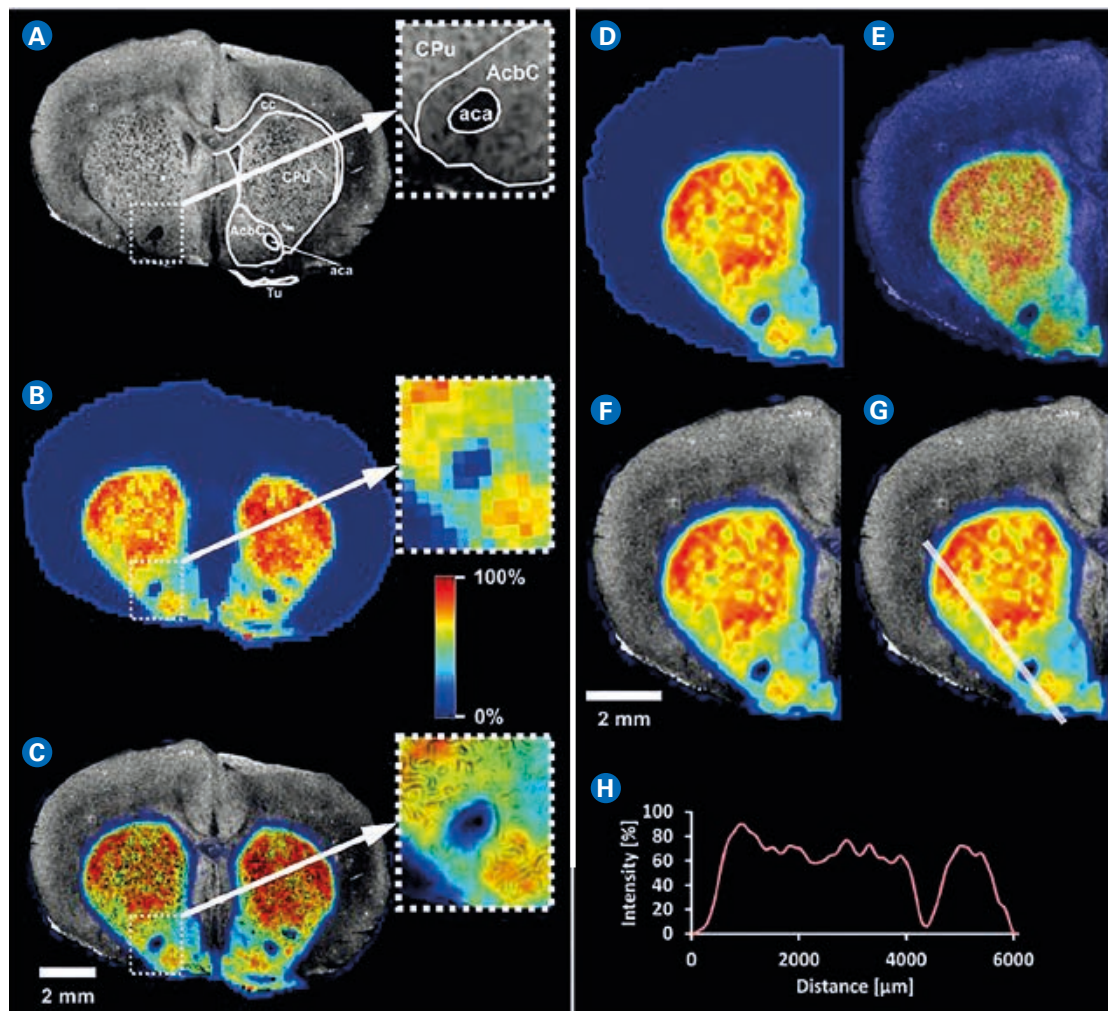 A
CPu
AcbC
aca
cc
CPu
AcbC
aca
Tu
B
100%
0%
C
2 mm
D
E
F
G
2 mm
H
Intensity [%]
100
80
60
40
20
0
0 2000 4000 6000
Distance [µm]